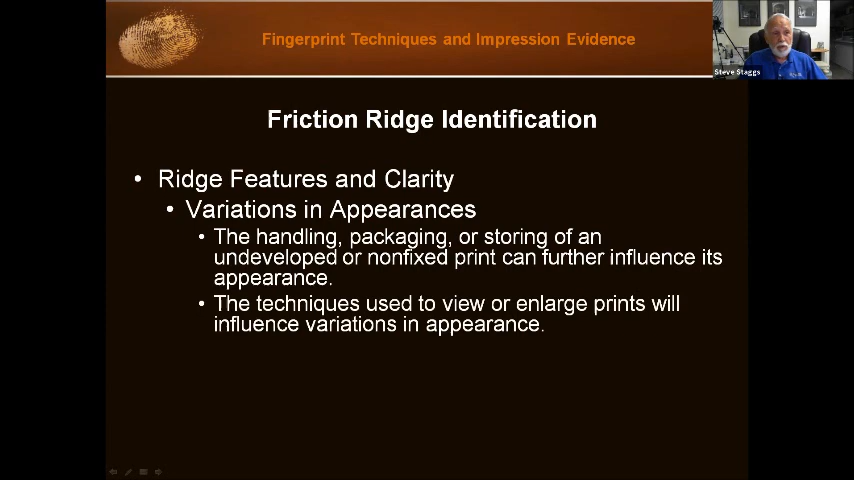 Fingerprint Techniques and Impression Evidence
Steve Staggs
Friction Ridge Identification
• Ridge Features and Clarity
• Variations in Appearances
• The handling, packaging, or storing of an
undeveloped or nonfixed print can further influence its
appearance.
• The techniques used to view or enlarge prints will
influence variations in appearance.